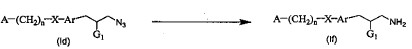 A–(CH₂)ₙ–X–Ar N₃ A–(CH₂)ₙ–X–Ar NH₂
G₁ G₁
(Id) (If)